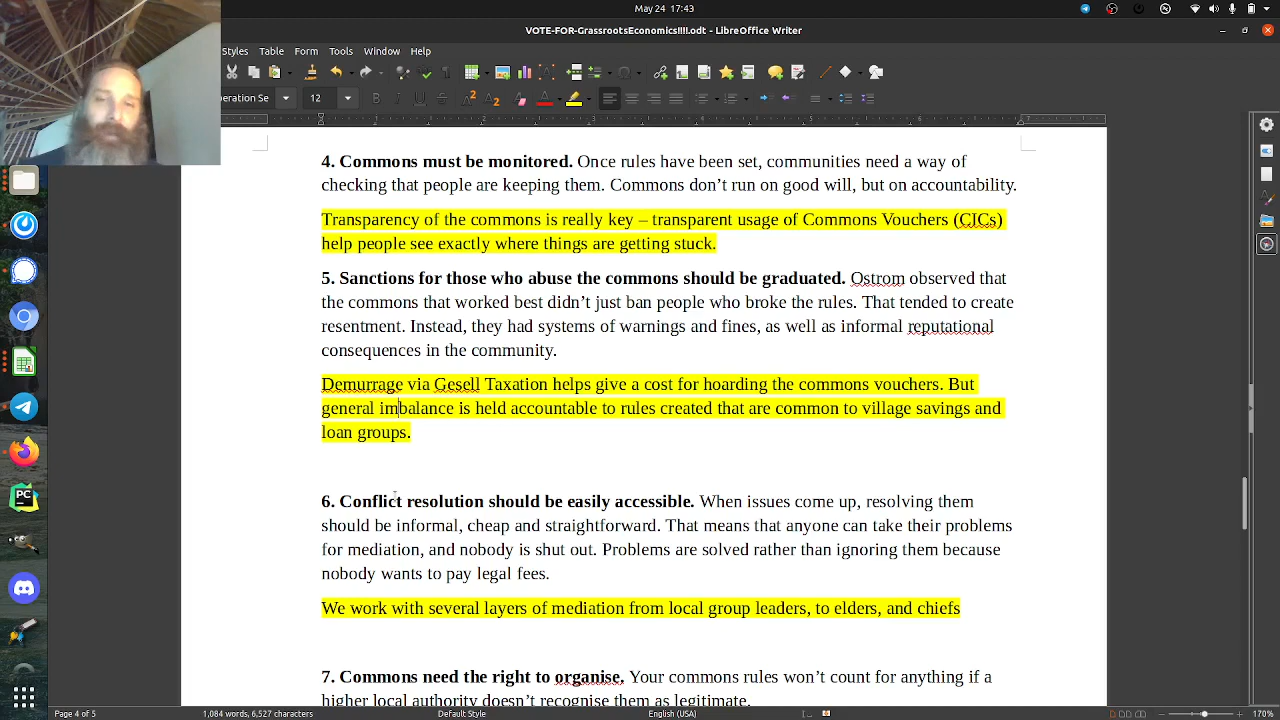 May 24  17:43
VOTE-FOR-GrassrootsEconomics!!!!.odt - LibreOffice Writer
Styles Table Form Tools Window Help
eration Se 12
4. Commons must be monitored. Once rules have been set, communities need a way of
checking that people are keeping them. Commons don’t run on good will, but on accountability.
Transparency of the commons is really key – transparent usage of Commons Vouchers (CICs)
help people see exactly where things are getting stuck.
5. Sanctions for those who abuse the commons should be graduated. Ostrom observed that
the commons that worked best didn’t just ban people who broke the rules. That tended to create
resentment. Instead, they had systems of warnings and fines, as well as informal reputational
consequences in the community.
Demurrage via Gesell Taxation helps give a cost for hoarding the commons vouchers. But
general imbalance is held accountable to rules created that are common to village savings and
loan groups.
6. Conflict resolution should be easily accessible. When issues come up, resolving them
should be informal, cheap and straightforward. That means that anyone can take their problems
for mediation, and nobody is shut out. Problems are solved rather than ignoring them because
nobody wants to pay legal fees.
We work with several layers of mediation from local group leaders, to elders, and chiefs
7. Commons need the right to organise. Your commons rules won’t count for anything if a
higher local authority doesn’t recognise them as legitimate.
Page 4 of 5 1,084 words, 6,527 characters Default Style English (USA) 170%